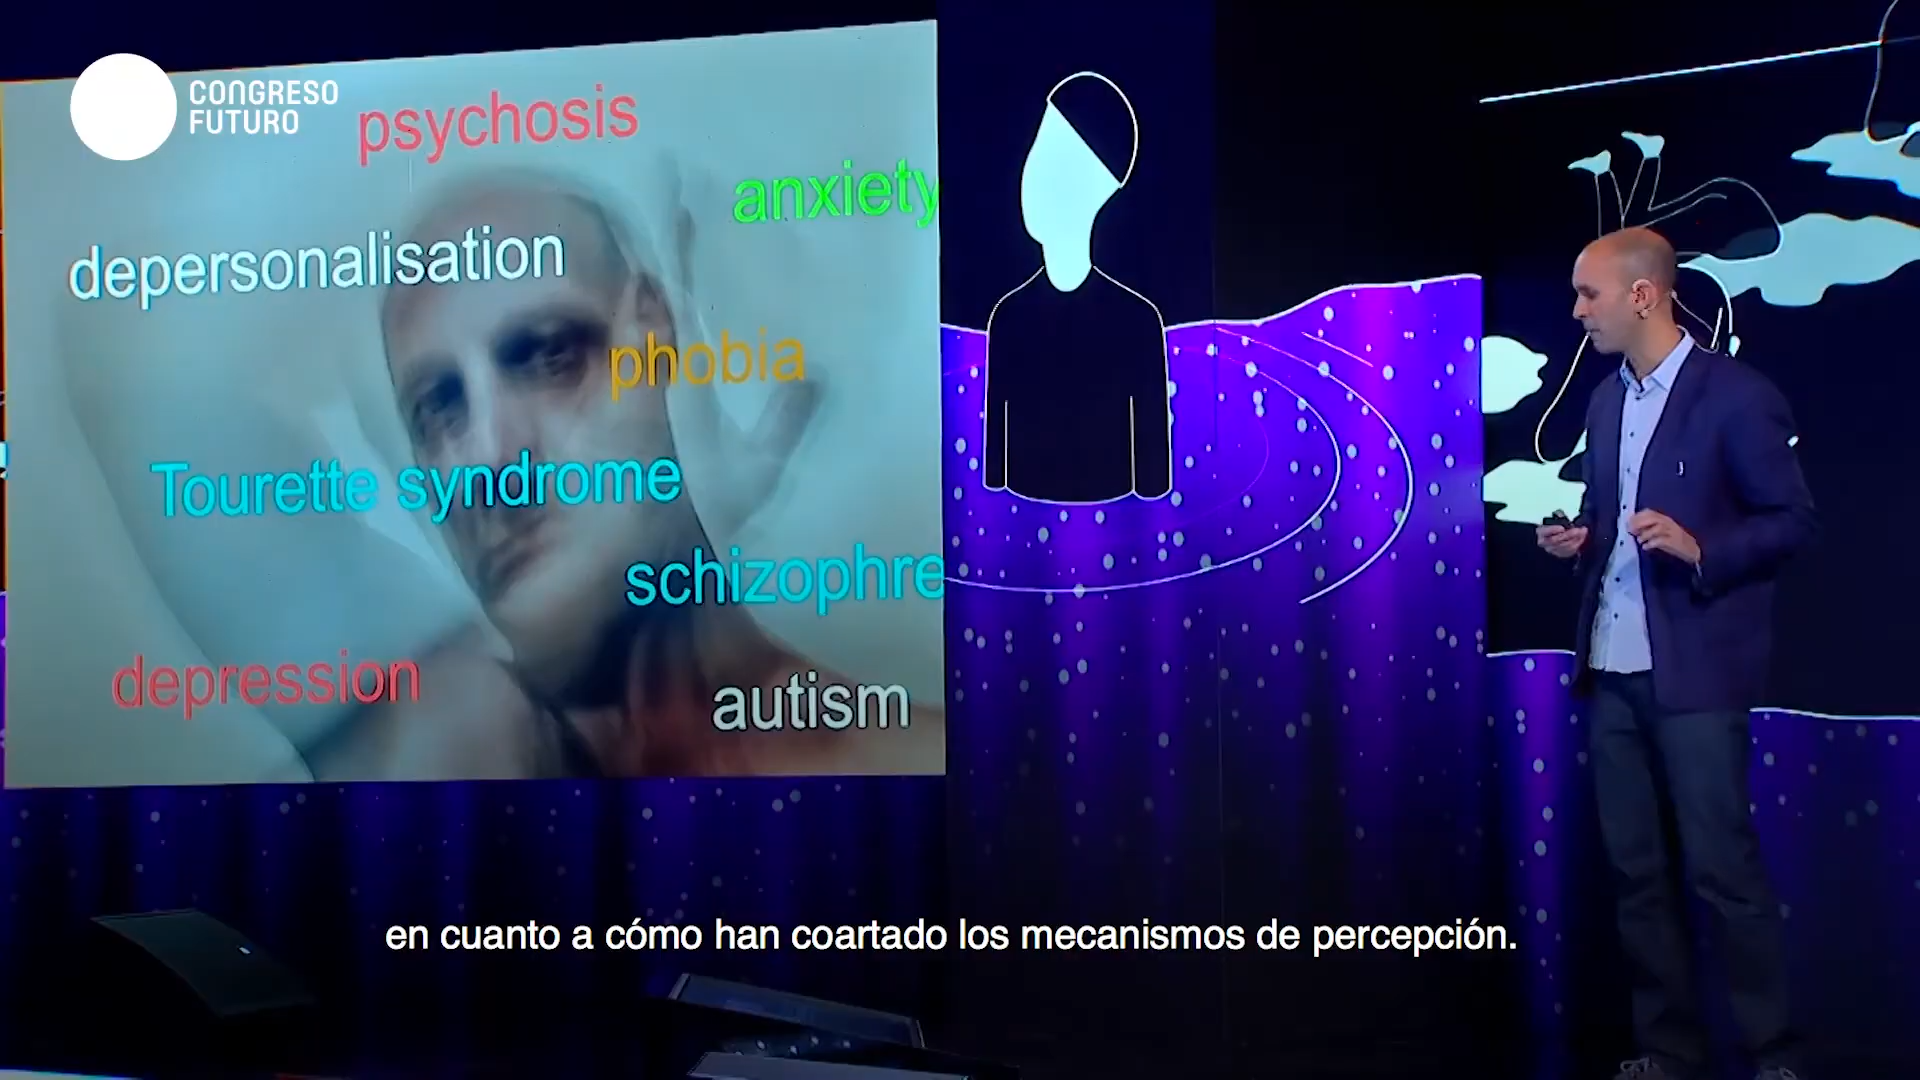 CONGRESO
FUTURO
psychosis
anxiety
depersonalisation
phobia
Tourette syndrome
schizophre
depression
autism
en cuanto a cómo han coartado los mecanismos de percepción.